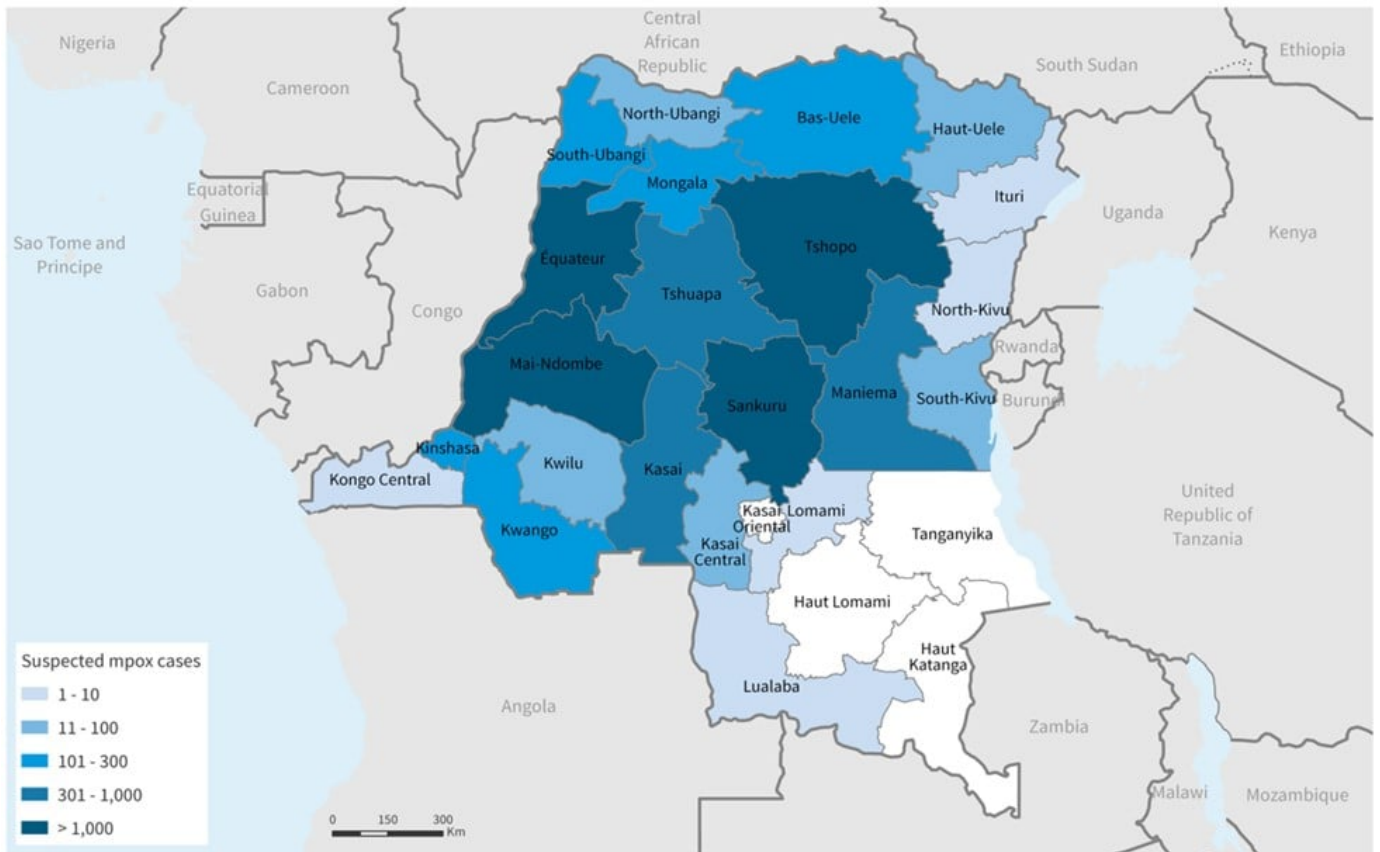 Nigeria
Central
African
Republic
South Sudan
Ethiopia
Cameroon
North-Ubangi
Bas-Uele
Haut-Uele
South-Ubangi
Mongala
Equatorial
Guinea
Ituri
Uganda
Kenya
Sao Tome and
Principe
Équateur
Tshopo
Gabon
Congo
Tshuapa
North-Kivu
Rwanda
Mai-Ndombe
Maniema
South-Kivu
Burundi
Sankuru
Kinshasa
Kwilu
Kasai
Kongo Central
United
Republic of
Tanzania
Kasai
Oriental
Lomami
Kwango
Kasai
Central
Tanganyika
Haut Lomami
Haut
Katanga
Lualaba
Angola
Zambia
Malawi
Mozambique
Suspected mpox cases
1 - 10
11 - 100
101 - 300
301 - 1,000
> 1,000
0 150 300
Km